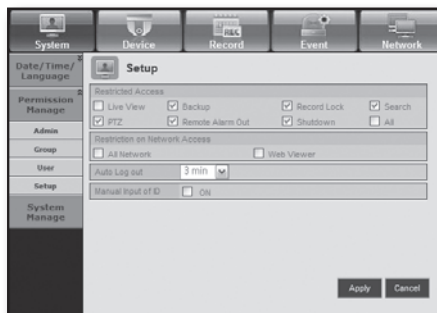 System Device Record Event Network
Date/Time/
Language
Permission
Manage
Admin
Group
User
Setup
System
Manage
Setup
Restricted Access
Live View Backup Record Lock Search
PTZ Remote Alarm Out Shutdown All
Restriction on Network Access
All Network Web Viewer
Auto Log out 3 min
Manual Input of ID ON
Apply Cancel